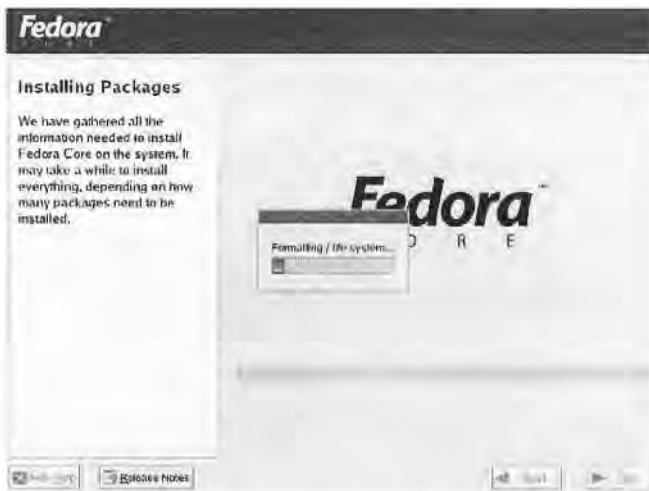 Fedora
CORE
Installing Packages
We have gathered all the
information needed to install
Fedora Core on the system. It
may take a while to install
everything, depending on how
many packages need to be
installed.
Fedora
O R E
Formatting / file system...
Release Notes